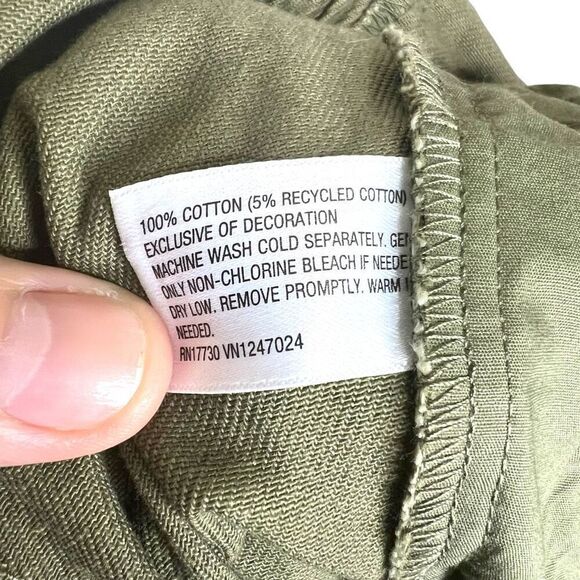 100% COTTON (5% RECYCLED COTTON)
EXCLUSIVE OF DECORATION
MACHINE WASH COLD SEPARATELY.
ONLY NON-CHLORINE BLEACH IF
DRY LOW. REMOVE PROMPTLY. WARM
NEEDED.
RN17730 VN1247024